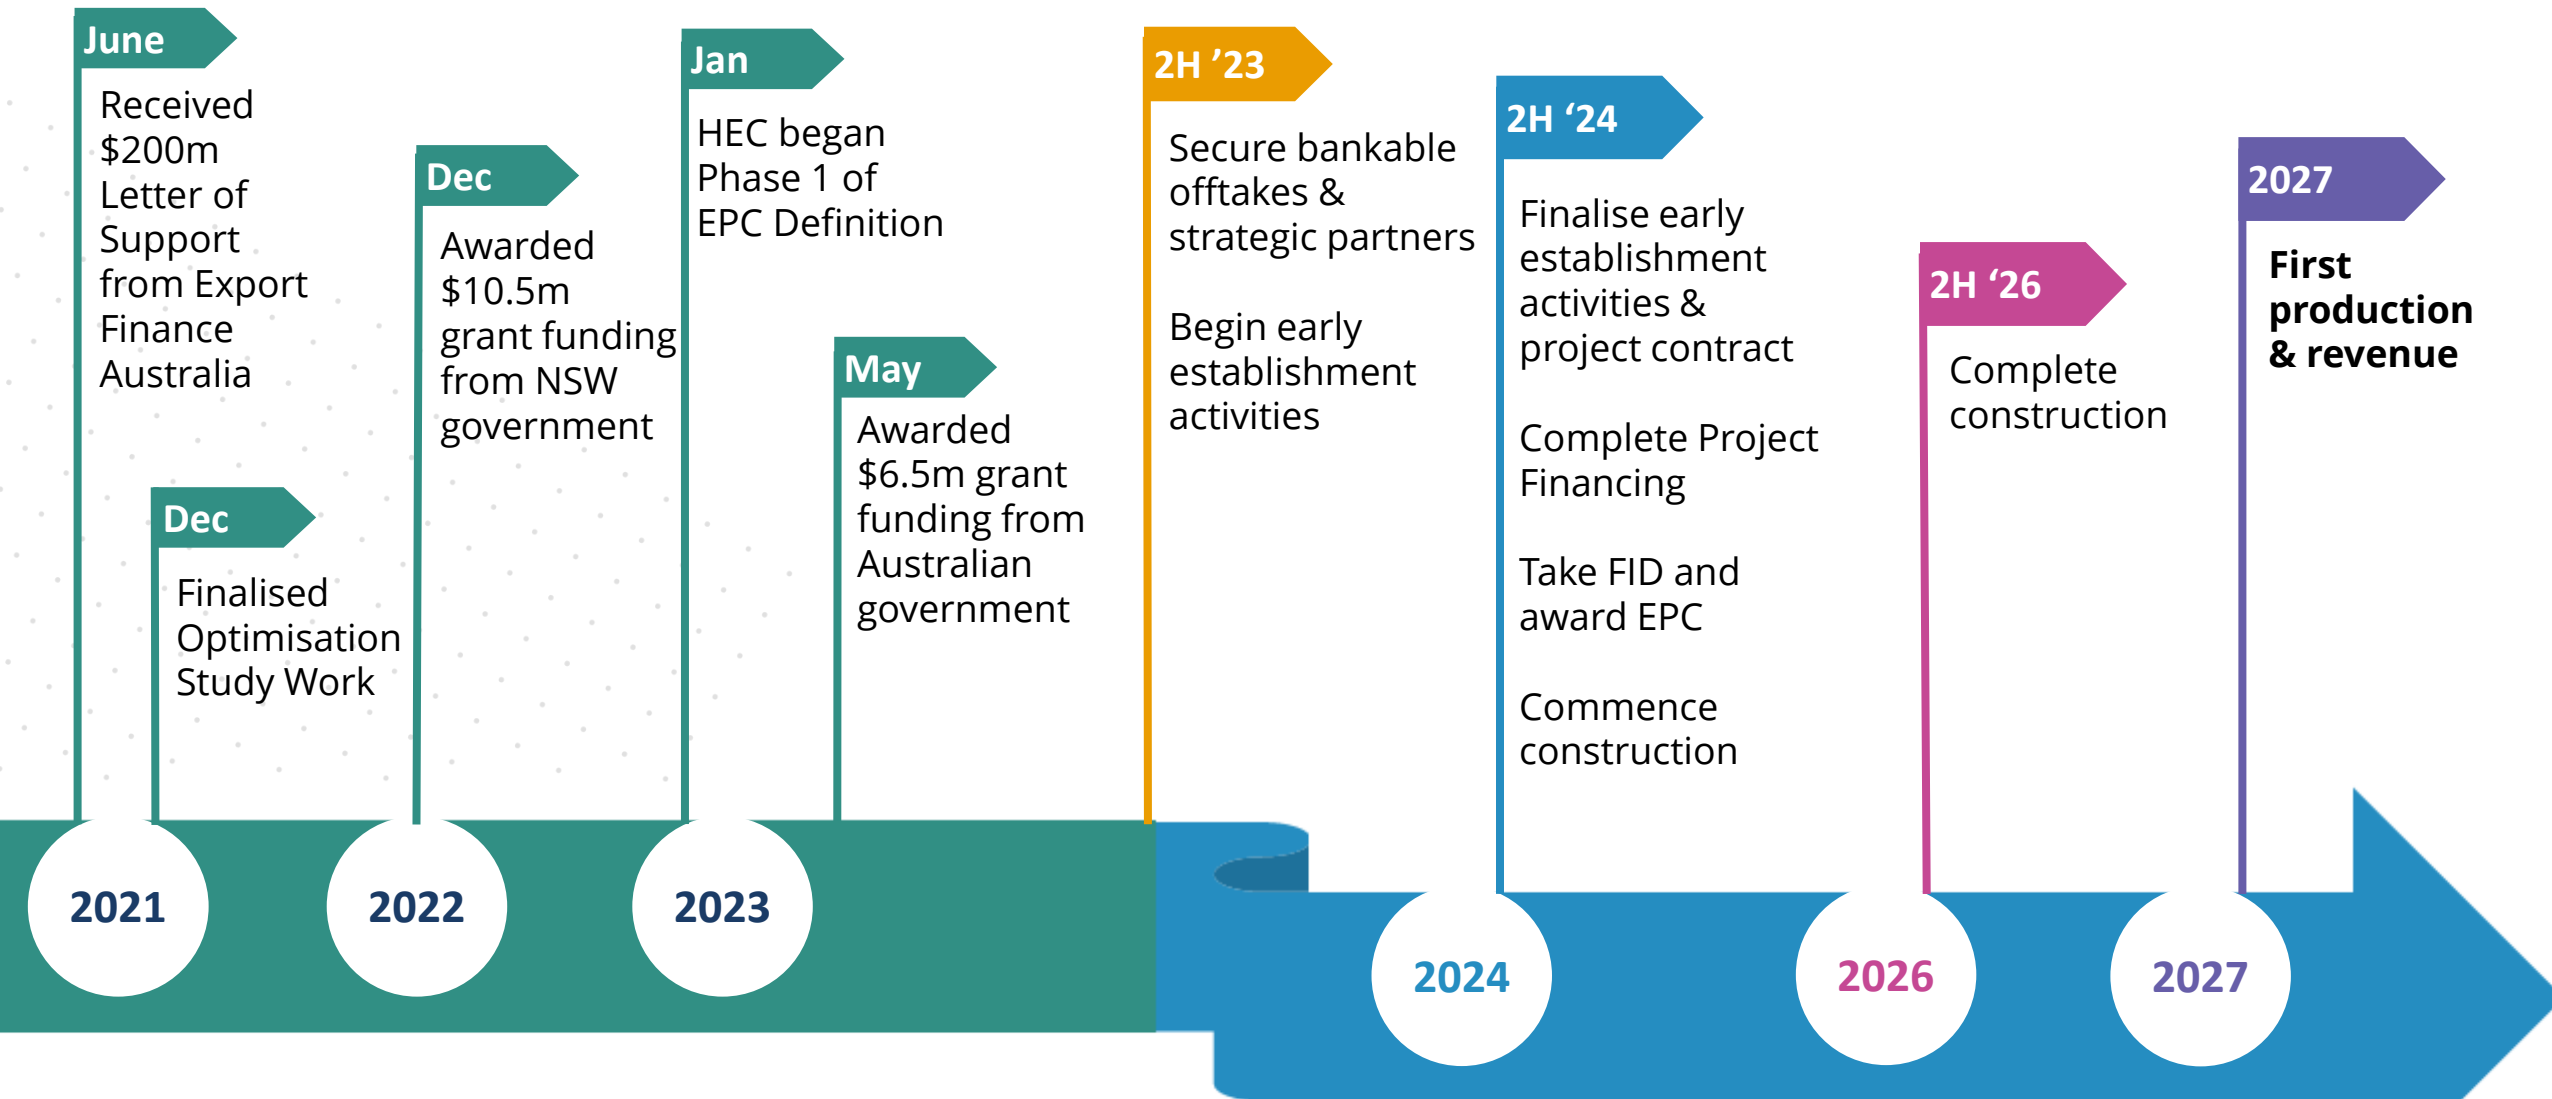 June
Received
$200m
Letter of
Support
from Export
Finance
Australia
Dec
Finalised
Optimisation
Study Work
Dec
Awarded
$10.5m
grant funding
from NSW
government
Jan
HEC began
Phase 1 of
EPC Definition
May
Awarded
$6.5m grant
funding from
Australian
government
2H ’23
Secure bankable
offtakes &
strategic partners
Begin early
establishment
activities
2H ‘24
Finalise early
establishment
activities &
project contract
Complete Project
Financing
Take FID and
award EPC
Commence
construction
2H ‘26
Complete
construction
2027
First
production
& revenue
2021
2022
2023
2024
2026
2027